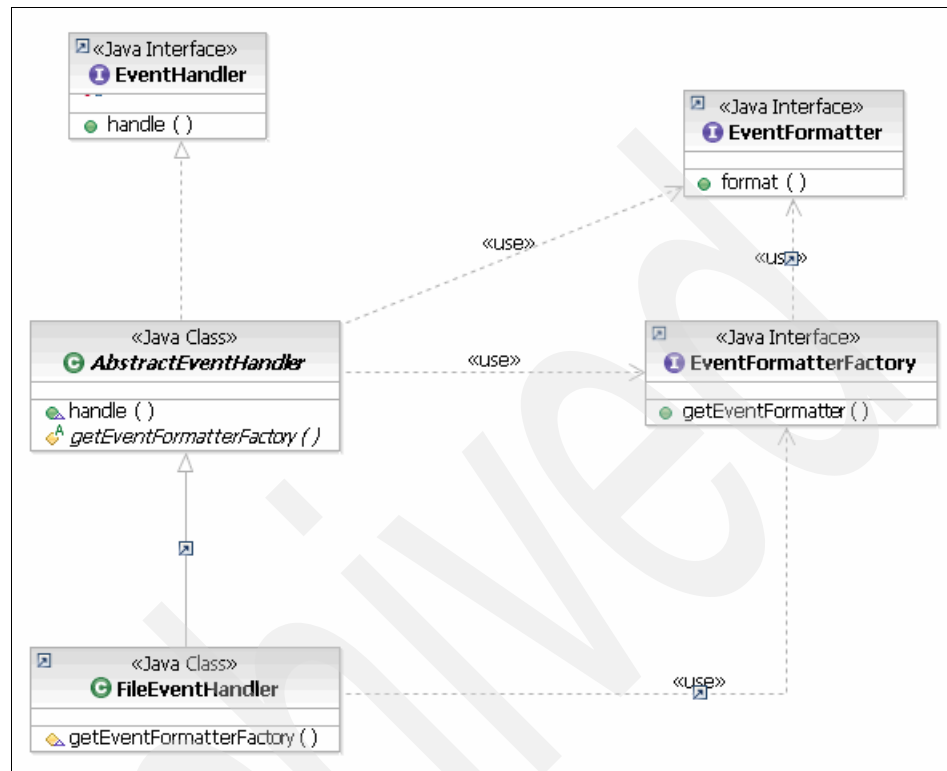 «Java Interface»
EventHandler
handle ( )
«Java Interface»
EventFormatter
format ( )
«use»
«use»
«Java Class»
AbstractEventHandler
handle ( )
getEventFormatterFactory ( )
«use»
«Java Interface»
EventFormatterFactory
getEventFormatter ( )
«Java Class»
FileEventHandler
getEventFormatterFactory ( )
«use»